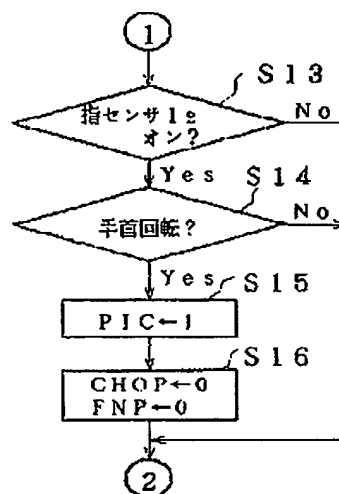 1
S13
指センサ1e
オン?
No
Yes
S14
手首回転?
No
Yes
S15
PIC←1
S16
CHOP←0
FNP←0
2